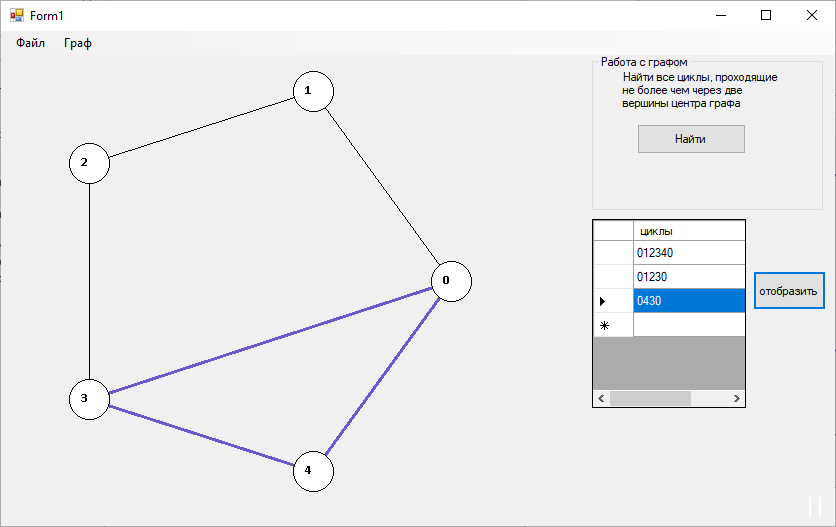 Form1
Файл Граф
Работа с графом
Найти все циклы, проходящие
не более чем через две
вершины центра графа
Найти
циклы
012340
01230
0430
отобразить
1
2
0
3
4